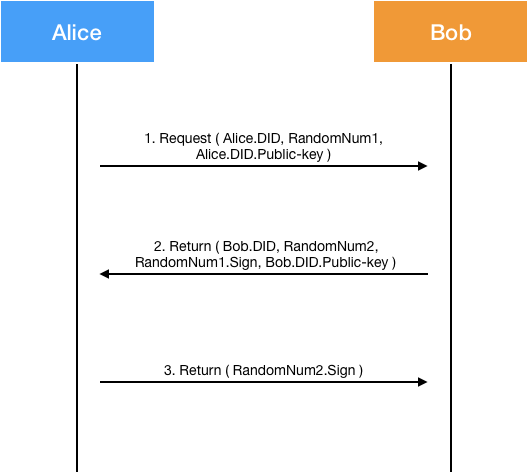 Alice
Bob
1. Request ( Alice.DID, RandomNum1,
Alice.DID.Public-key )
2. Return ( Bob.DID, RandomNum2,
RandomNum1.Sign, Bob.DID.Public-key )
3. Return ( RandomNum2.Sign )